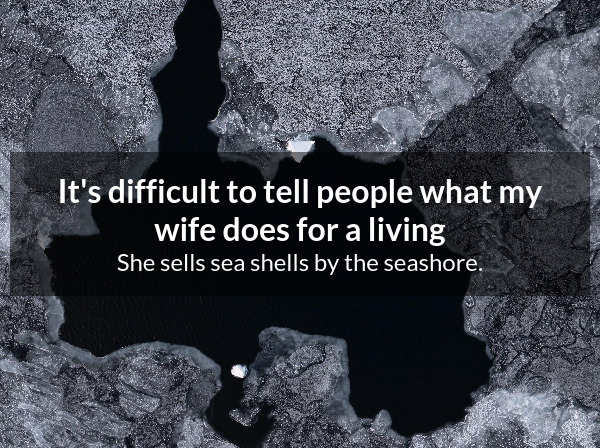 It's difficult to tell people what my
wife does for a living
She sells sea shells by the seashore.